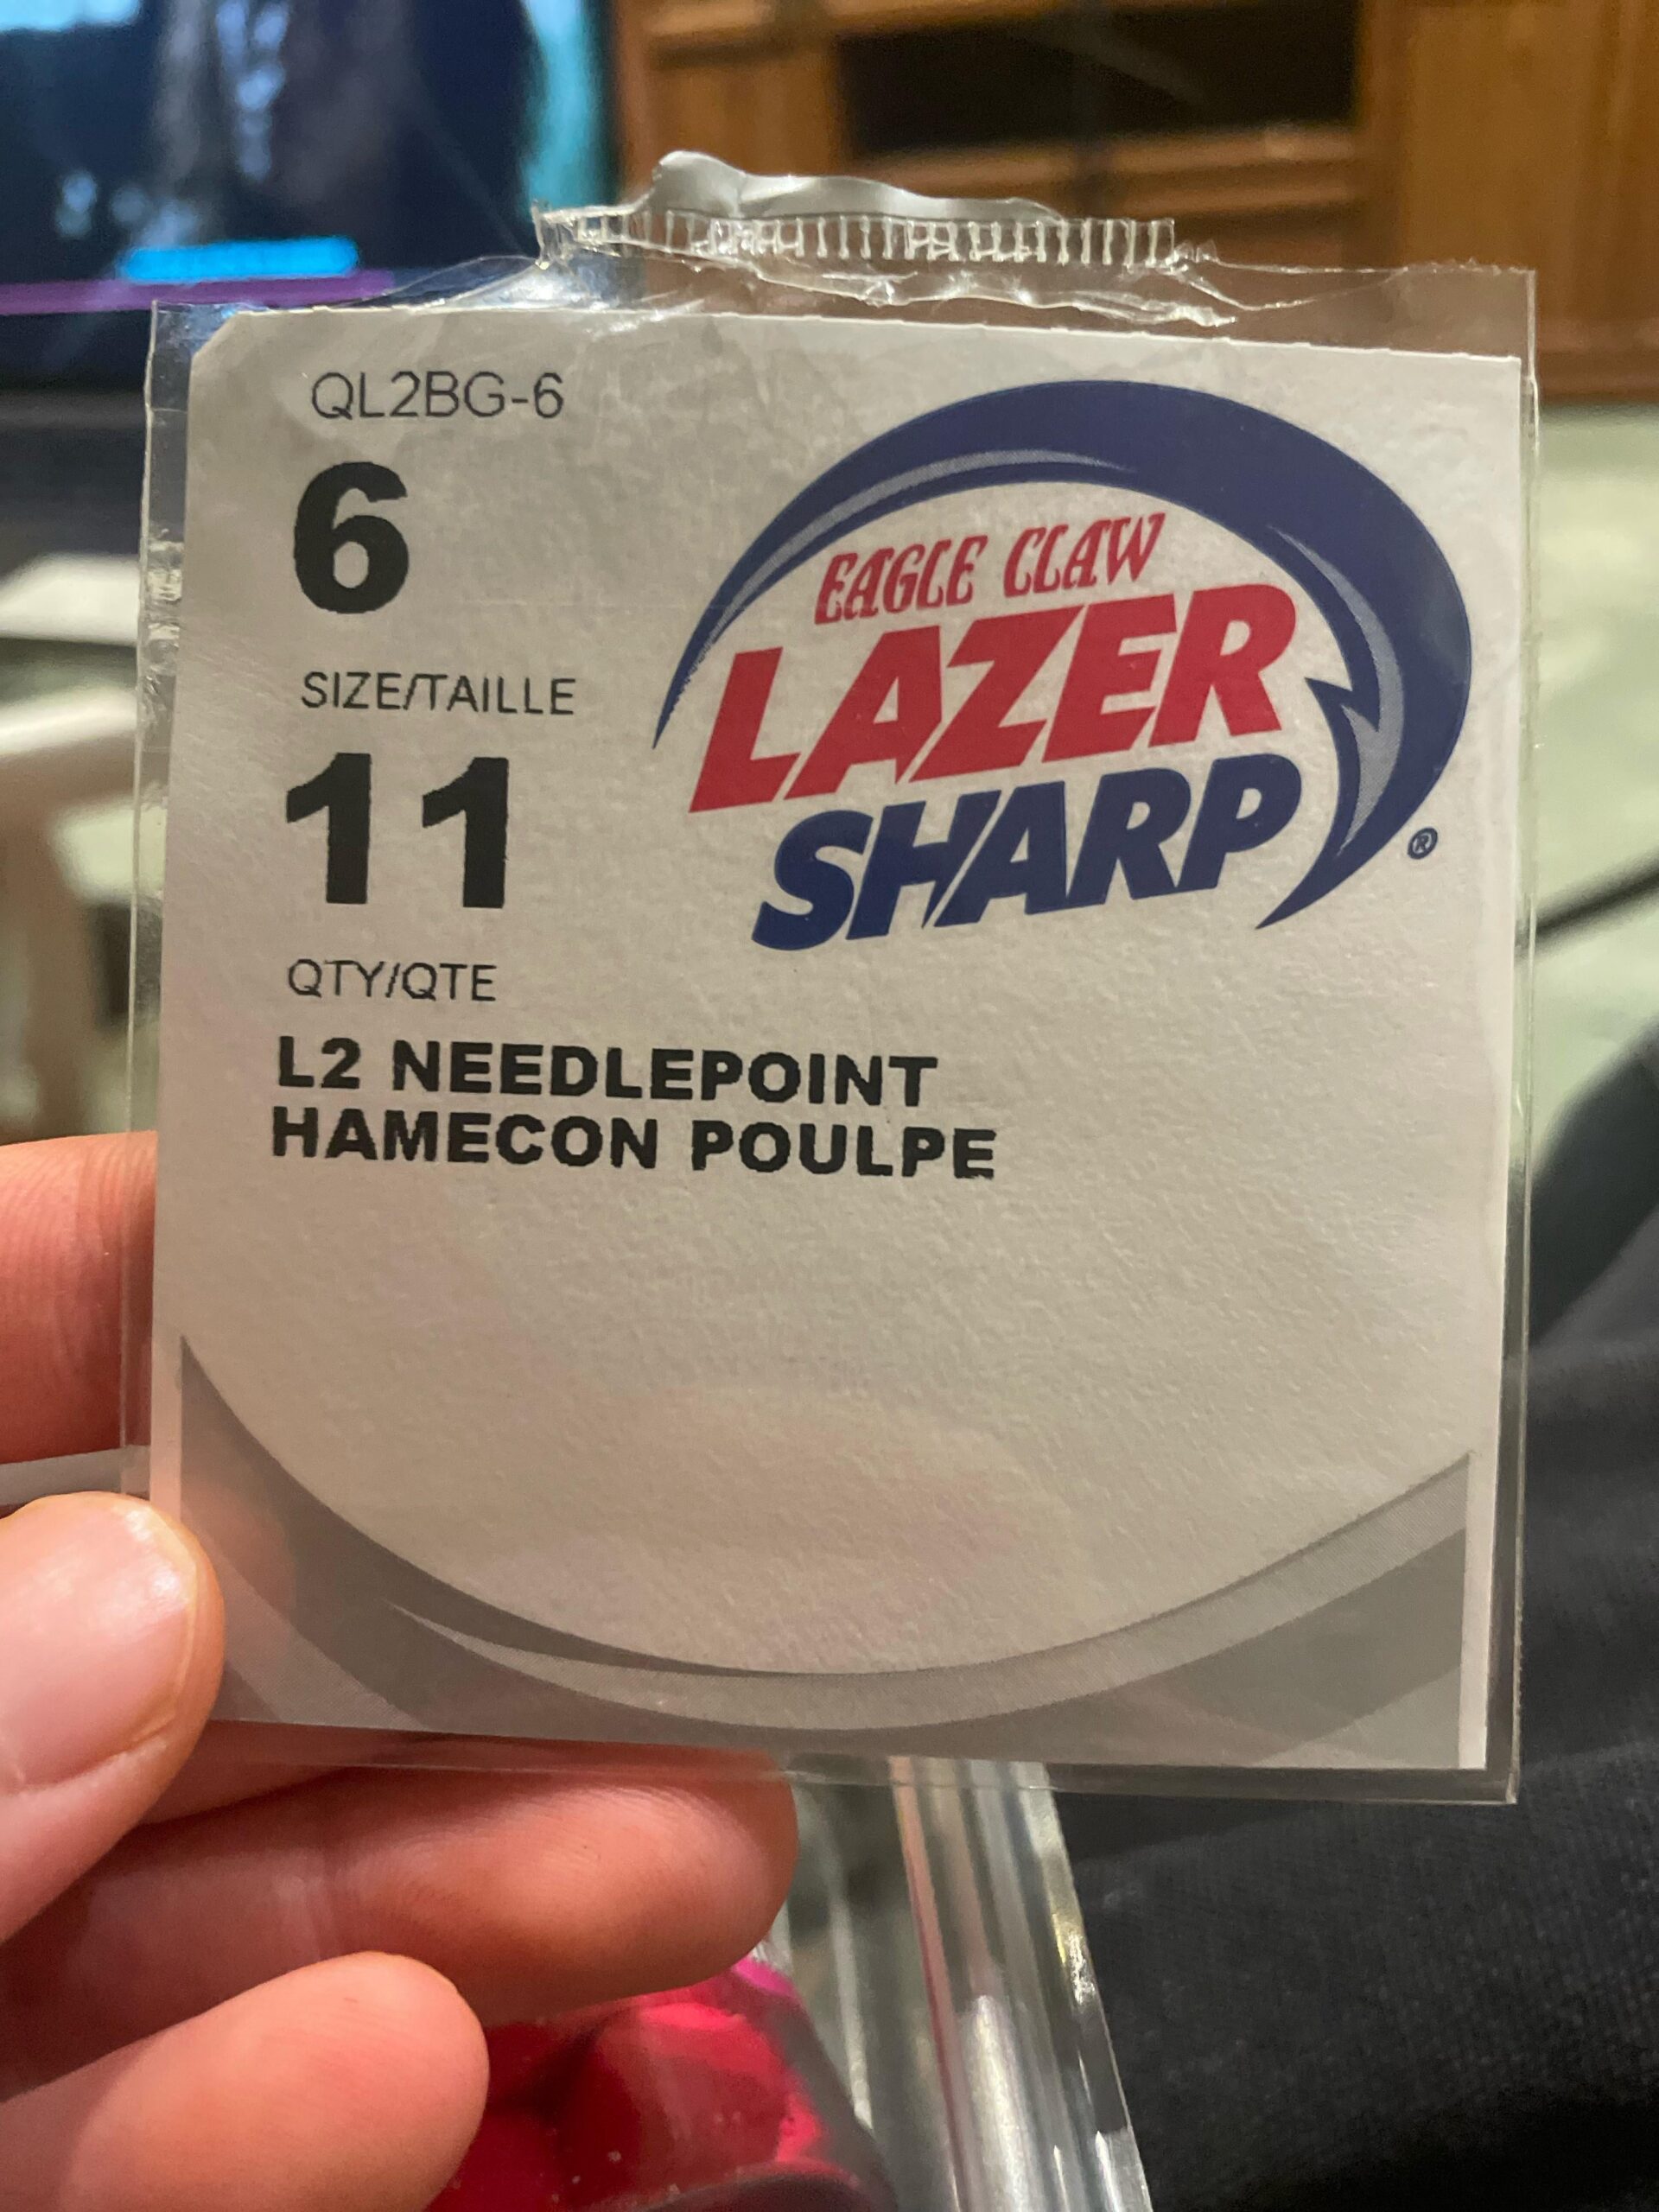 QL2BG-6
6
SIZE/TAILLE
11
QTY/QTE
L2 NEEDLEPOINT
HAMECON POULPE
EAGLE CLAW
LAZER
SHARP
®